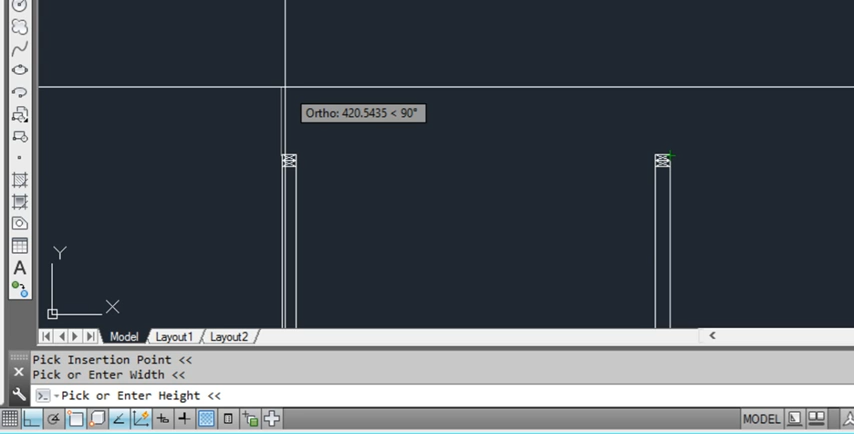 Ortho: 420.5435 < 90°
Y
X
A
Model Layout1 Layout2 <
Pick Insertion Point <<
Pick or Enter Width <<
Pick or Enter Height <<
MODEL